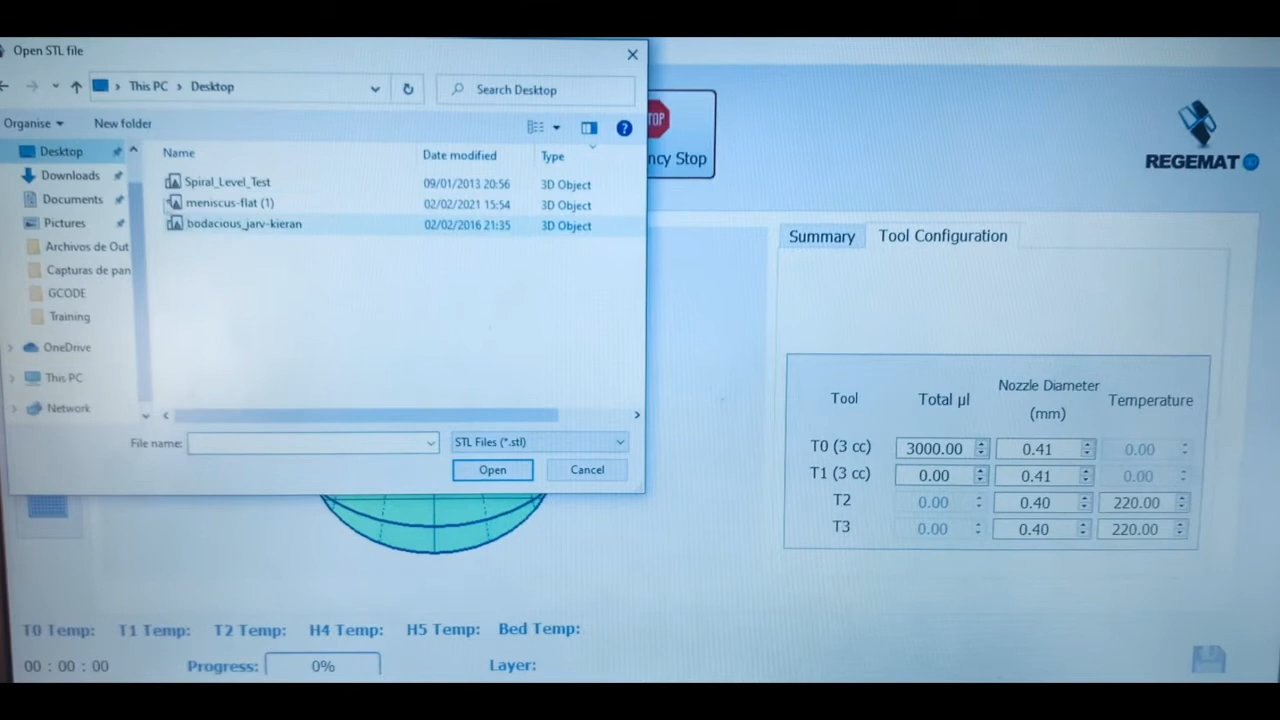 Open STL file
This PC > Desktop
Search Desktop
Organise
New folder
Desktop
Downloads
Documents
Pictures
Archivos de Out
Capturas de pan
GCODE
Training
OneDrive
This PC
Network
Name Date modified Type
Spiral_Level_Test 09/01/2013 20:56 3D Object
meniscus-flat (1) 02/02/2021 15:54 3D Object
bodacious_jarv-kieran 02/02/2016 21:35 3D Object
File name:
STL Files (*.stl)
Open
Cancel
TOP
ncy Stop
REGEMAT
Summary
Tool Configuration
Tool Total µl Nozzle Diameter (mm) Temperature
T0 (3 cc) 3000.00 0.41 0.00
T1 (3 cc) 0.00 0.41 0.00
T2 0.00 0.40 220.00
T3 0.00 0.40 220.00
T0 Temp: T1 Temp: T2 Temp: H4 Temp: H5 Temp: Bed Temp:
00 : 00 : 00 Progress: 0% Layer: